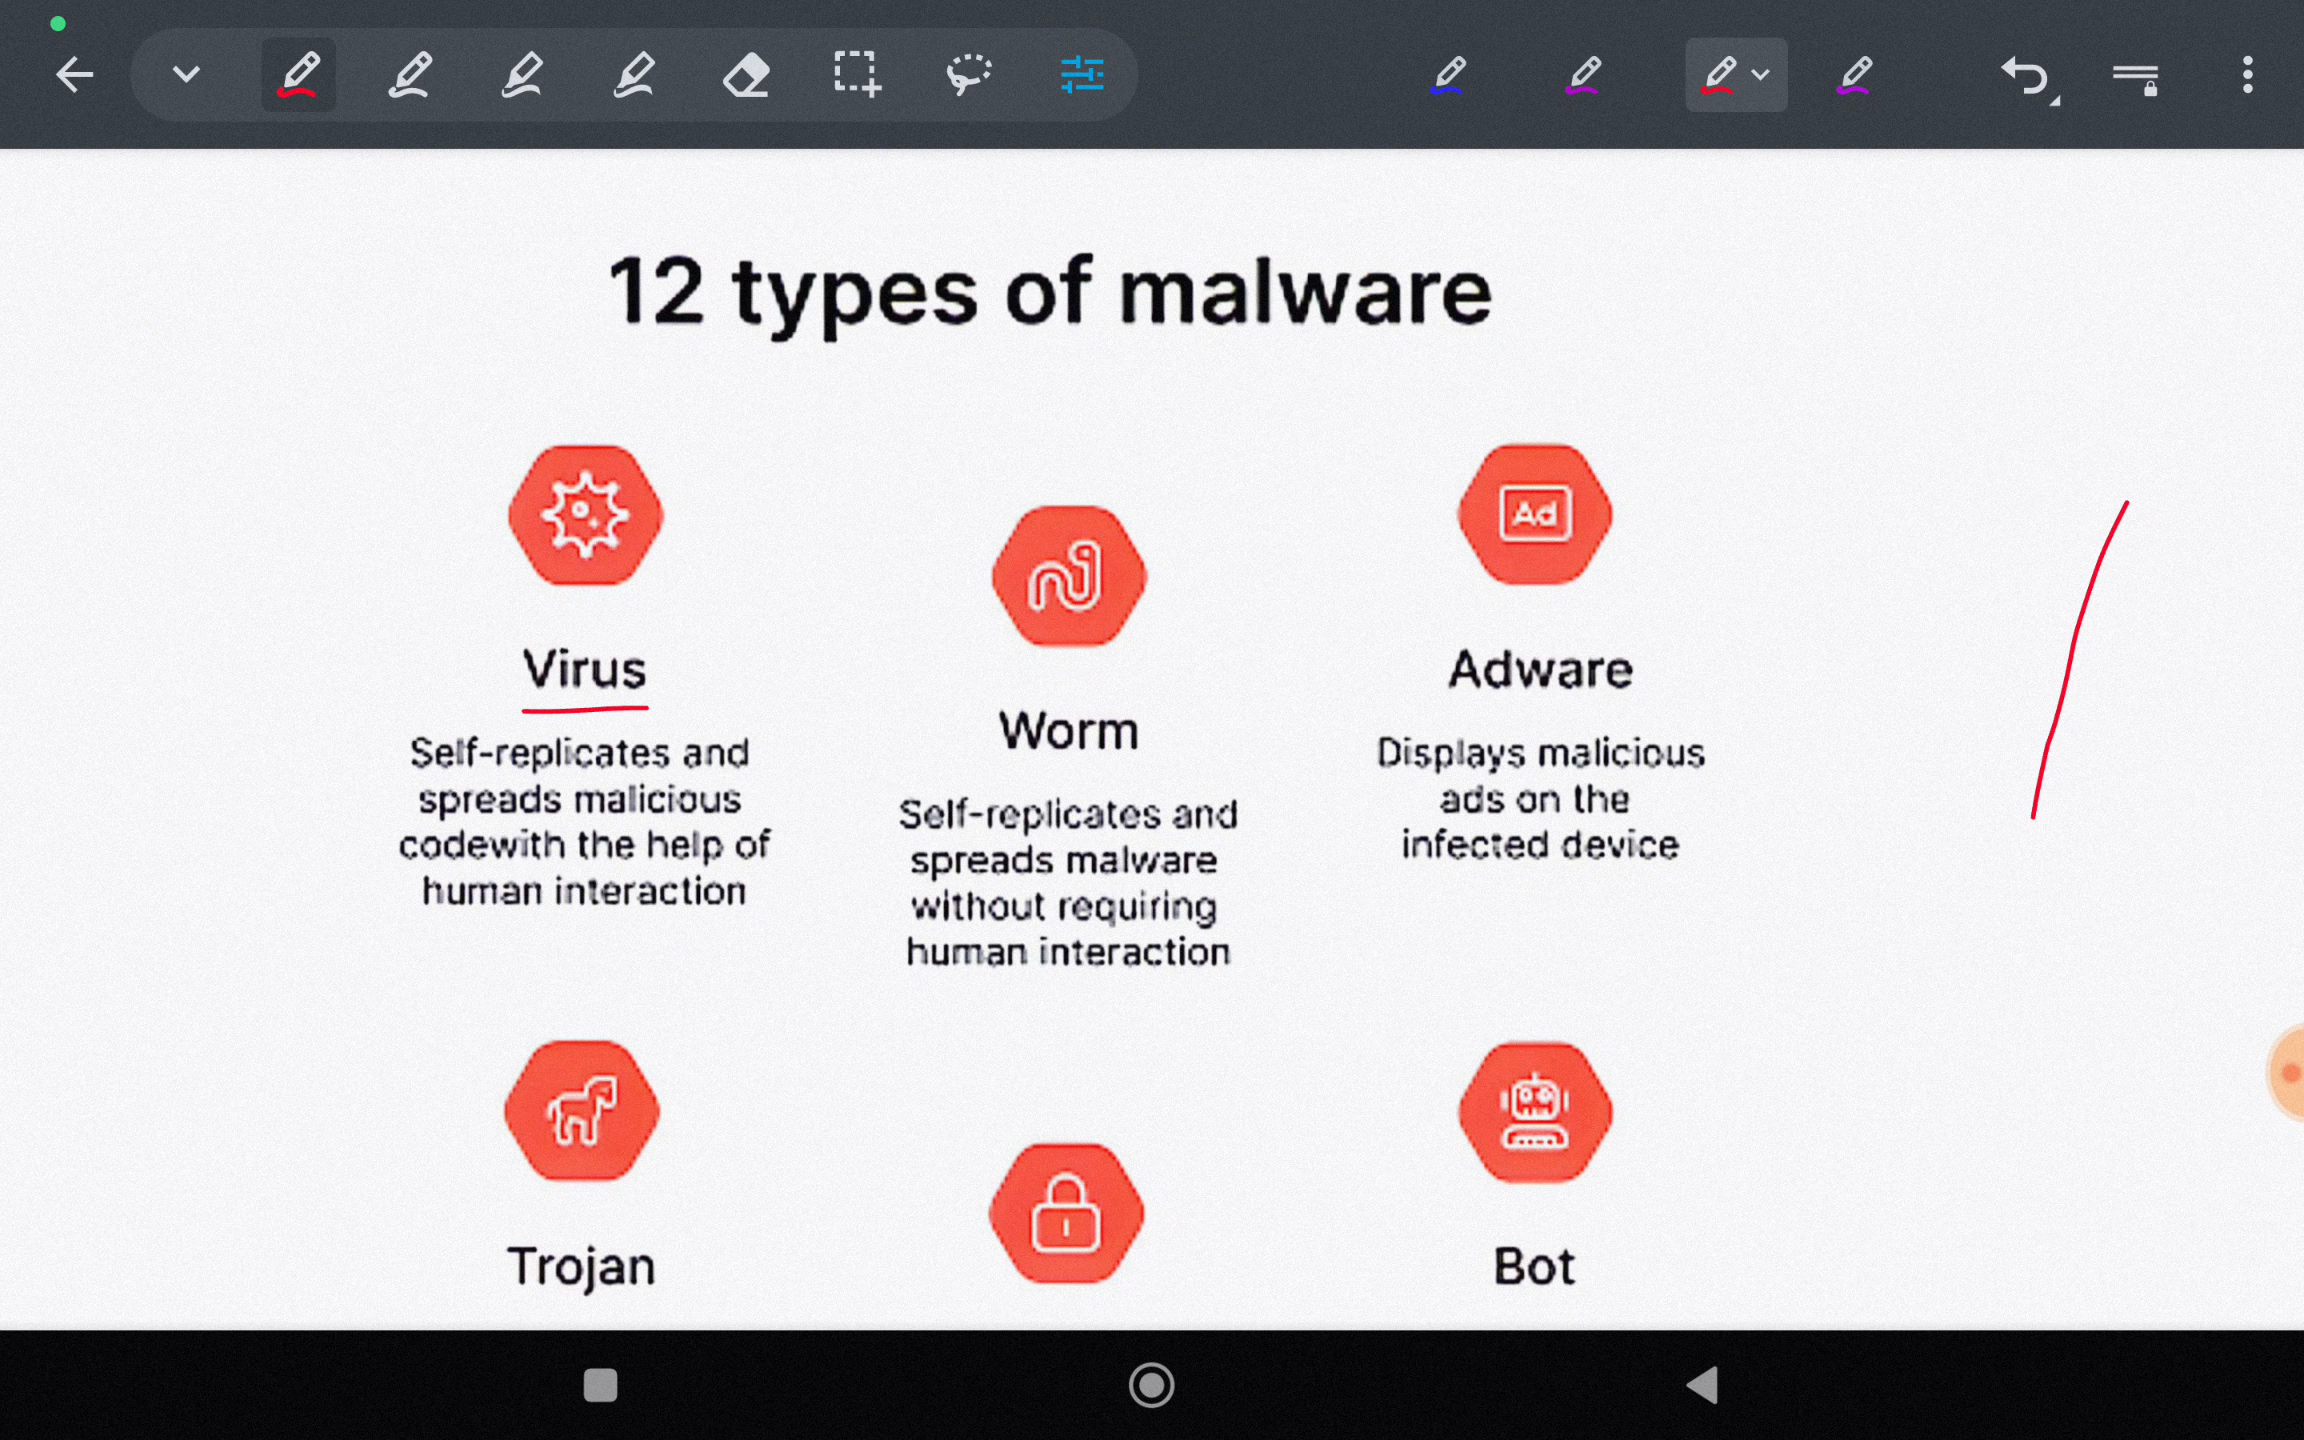 12 types of malware
Virus
Self-replicates and
spreads malicious
codewith the help of
human interaction
Worm
Self-replicates and
spreads malware
without requiring
human interaction
Ad
Adware
Displays malicious
ads on the
infected device
Trojan
Bot